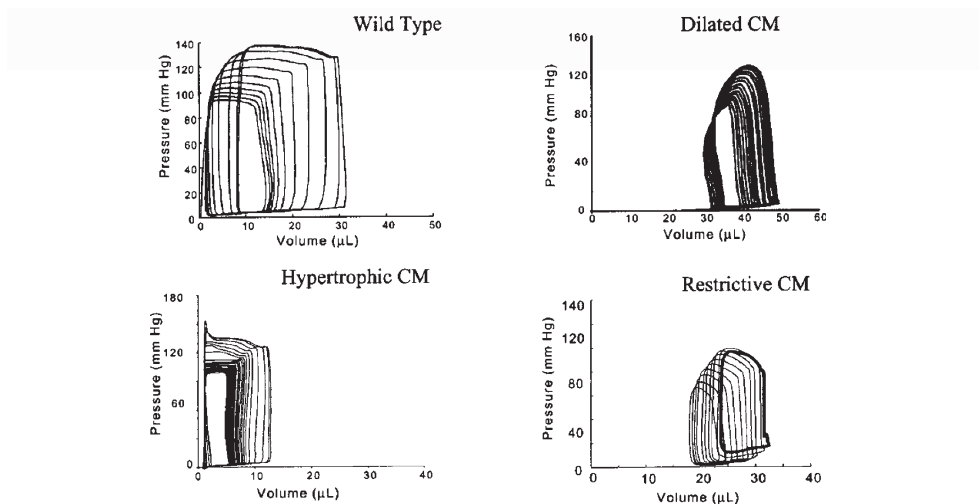 Wild Type
Pressure (mm Hg)
140
120
100
80
60
40
20
0
0 10 20 30 40 50
Volume (μL)
Dilated CM
Pressure (mm Hg)
160
120
80
40
0
0 10 20 30 40 50 60
Volume (μL)
Hypertrophic CM
Pressure (mm Hg)
180
120
60
0
0 10 20 30 40
Volume (μL)
Restrictive CM
Pressure (mm Hg)
140
120
80
40
0
0 10 20 30 40
Volume (μL)